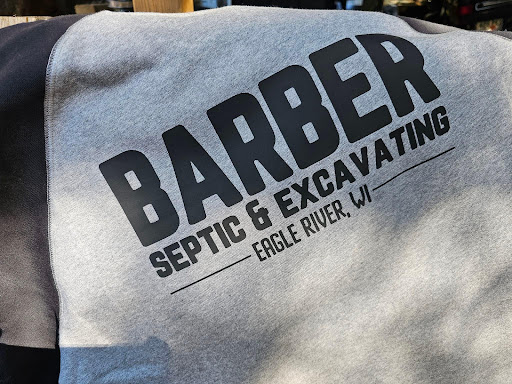 BARBER
SEPTIC & EXCAVATING
EAGLE RIVER, WI